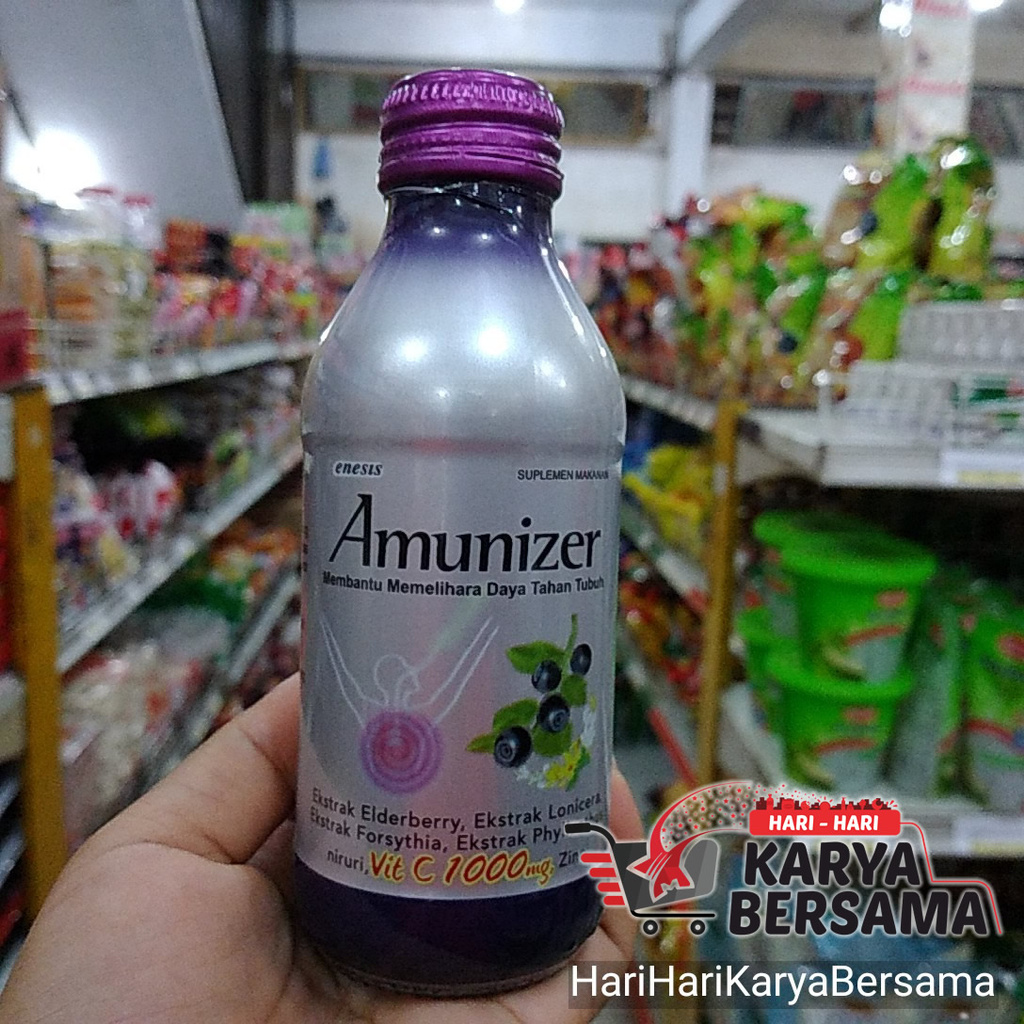 enesis
SUPLEMEN MAKANAN
Amunizer
Membantu Memelihara Daya Tahan Tubuh
Ekstrak Elderberry, Ekstrak Lonicera,
Ekstrak Forsythia, Ekstrak
niruri, Vit C 1000mg,
HARI - HARI
KARYA
BERSAMA
HariHariKaryaBersama